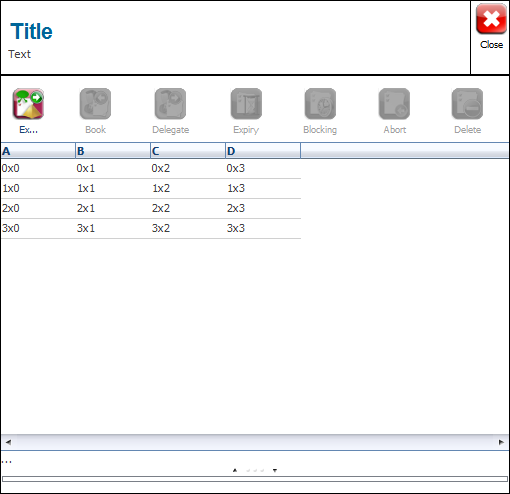 Title
Text
Close
Ex... Book Delegate Expiry Blocking Abort Delete
A B C D
0x0 0x1 0x2 0x3
1x0 1x1 1x2 1x3
2x0 2x1 2x2 2x3
3x0 3x1 3x2 3x3
...